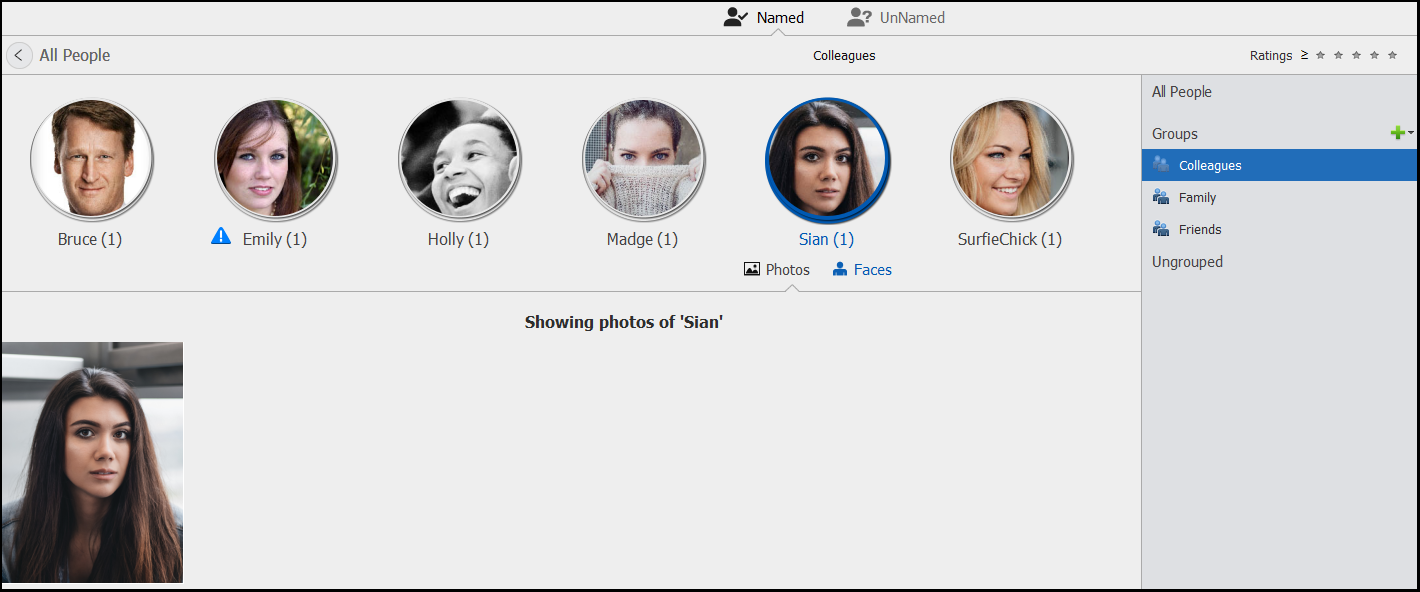 Named UnNamed
All People Colleagues Ratings ≥
Bruce (1) Emily (1) Holly (1) Madge (1) Sian (1) SurfieChick (1)
Photos Faces
Showing photos of 'Sian'
All People
Groups
Colleagues
Family
Friends
Ungrouped